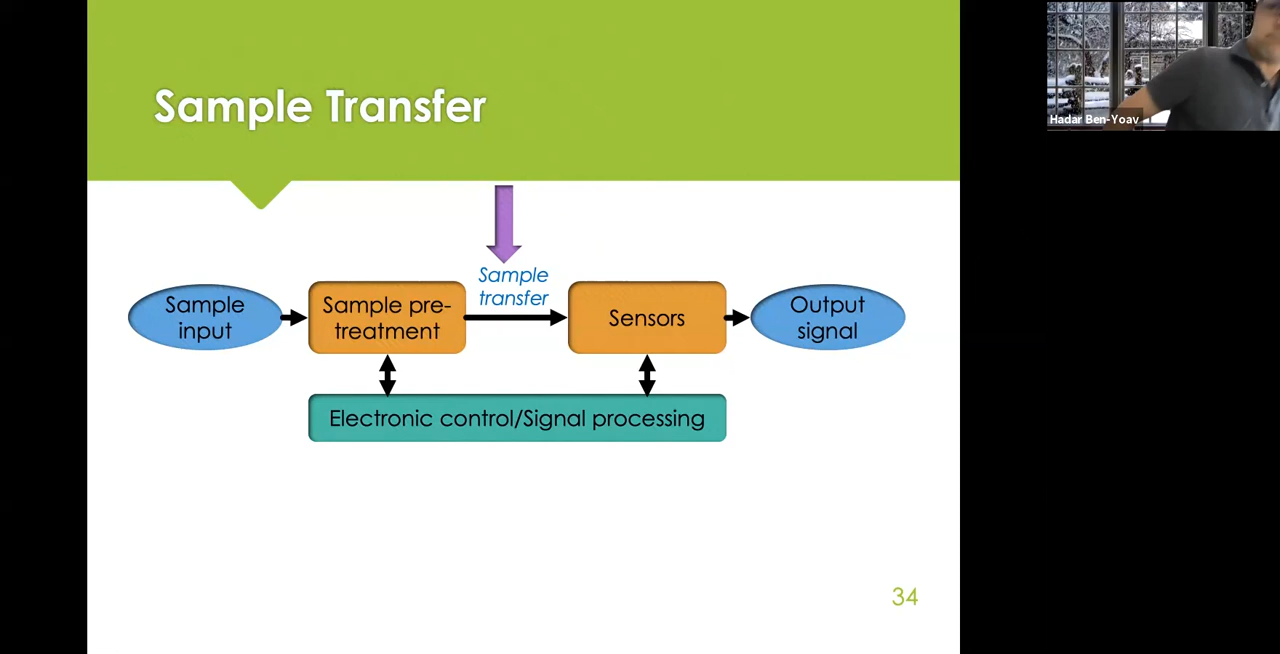 Sample Transfer
Hadar Ben-Yoav
Sample
transfer
Sample
input
Sample pre-
treatment
Sensors
Output
signal
Electronic control/Signal processing
34